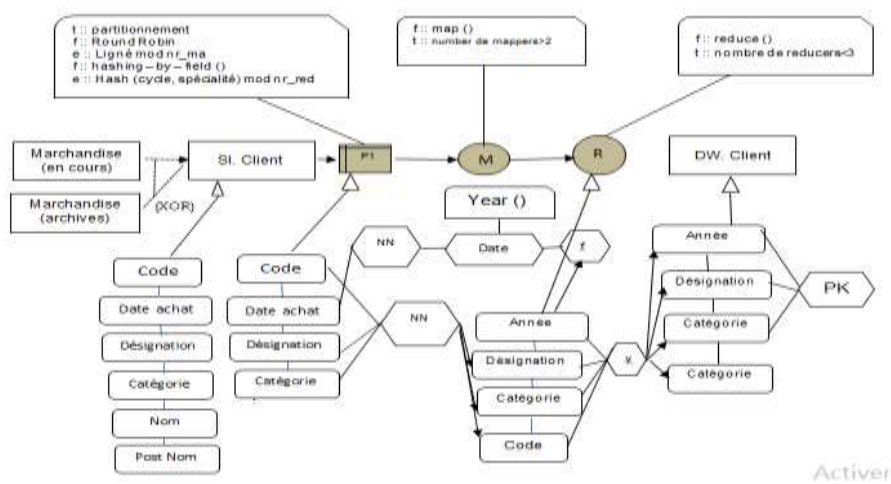 t :: partitionnement
f :: Round Robin
e :: Ligné mod nr_ma
f :: hashing – by – field ()
e :: Hash (cycle, spécialité) mod nr_red
f :: map ()
t :: number de mappers>2
f :: reduce ()
t :: nombre de reducers<3
Marchandise
(en cours)
Marchandise
(archives)
(XOR)
SI. Client
P1
M
R
DW. Client
Year ()
NN
Date
f
Code
Date achat
Désignation
Catégorie
Nom
Post Nom
Code
Date achat
Désignation
Catégorie
NN
Année
Désignation
Catégorie
Code
Année
Désignation
Catégorie
Catégorie
PK
Activer